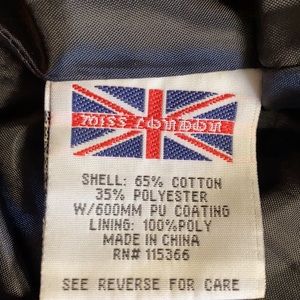 MISS LONDON
SHELL: 65% COTTON
35% POLYESTER
W/600MM PU COATING
LINING: 100%POLY
MADE IN CHINA
RN# 115366
SEE REVERSE FOR CARE